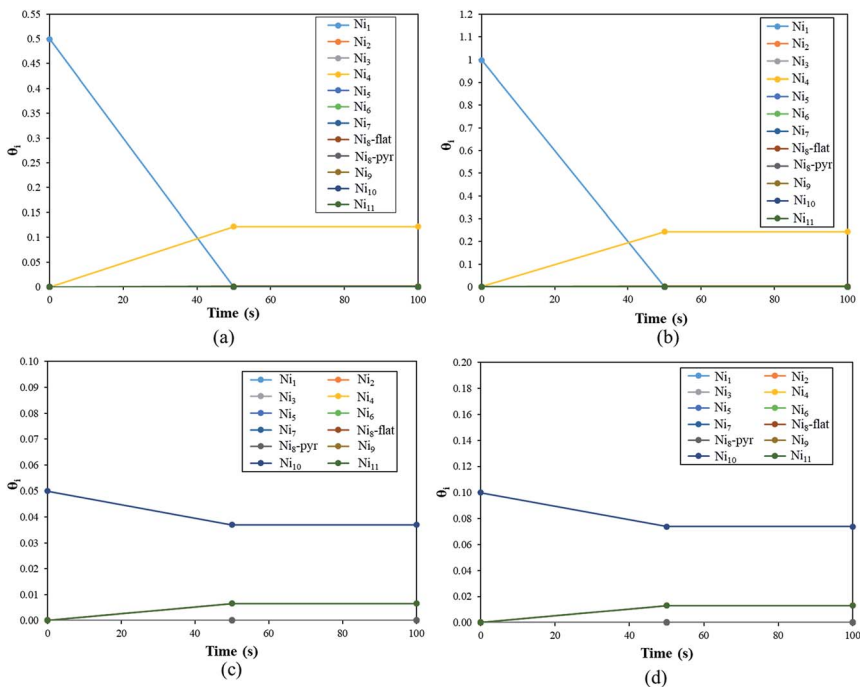 0.55
0.5
0.45
0.4
0.35
0.3
0.25
0.2
0.15
0.1
0.05
0
θi
0 20 40 60 80 100
Time (s)
Ni1
Ni2
Ni3
Ni4
Ni5
Ni6
Ni7
Ni8-flat
Ni8-pyr
Ni9
Ni10
Ni11
(a)
1.2
1.1
1
0.9
0.8
0.7
0.6
0.5
0.4
0.3
0.2
0.1
0
θi
0 20 40 60 80 100
Time (s)
Ni1
Ni2
Ni3
Ni4
Ni5
Ni6
Ni7
Ni8-flat
Ni8-pyr
Ni9
Ni10
Ni11
(b)
0.10
0.09
0.08
0.07
0.06
0.05
0.04
0.03
0.02
0.01
0.00
θi
0 20 40 60 80 100
Time (s)
Ni1 Ni2
Ni3 Ni4
Ni5 Ni6
Ni7 Ni8-flat
Ni8-pyr Ni9
Ni10 Ni11
(c)
0.20
0.18
0.16
0.14
0.12
0.10
0.08
0.06
0.04
0.02
0.00
θi
0 20 40 60 80 100
Time (s)
Ni1 Ni2
Ni3 Ni4
Ni5 Ni6
Ni7 Ni8-flat
Ni8-pyr Ni9
Ni10 Ni11
(d)